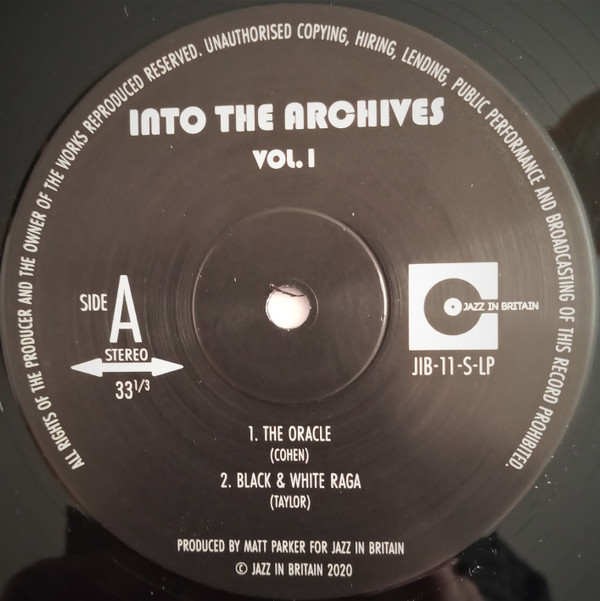 ALL RIGHTS OF THE PRODUCER AND THE OWNER OF THE WORKS REPRODUCED RESERVED. UNAUTHORISED COPYING, HIRING, LENDING, PUBLIC PERFORMANCE AND BROADCASTING OF THIS RECORD PROHIBITED.
INTO THE ARCHIVES
VOL. I
SIDE A
STEREO
33 1/3
JAZZ IN BRITAIN
JIB-11-S-LP
1. THE ORACLE
(COHEN)
2. BLACK & WHITE RAGA
(TAYLOR)
PRODUCED BY MATT PARKER FOR JAZZ IN BRITAIN
© JAZZ IN BRITAIN 2020